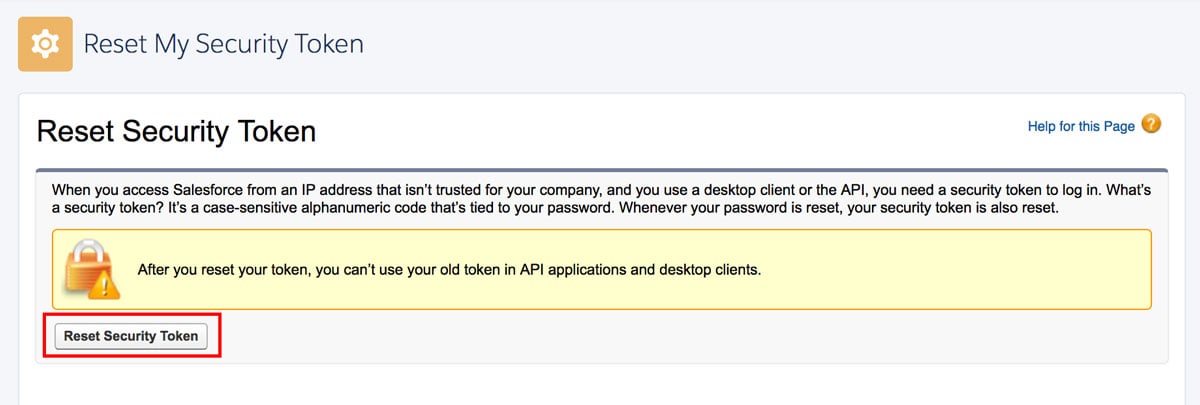 Reset My Security Token
Reset Security Token
Help for this Page ?
When you access Salesforce from an IP address that isn't trusted for your company, and you use a desktop client or the API, you need a security token to log in. What's
a security token? It's a case-sensitive alphanumeric code that's tied to your password. Whenever your password is reset, your security token is also reset.
After you reset your token, you can't use your old token in API applications and desktop clients.
Reset Security Token